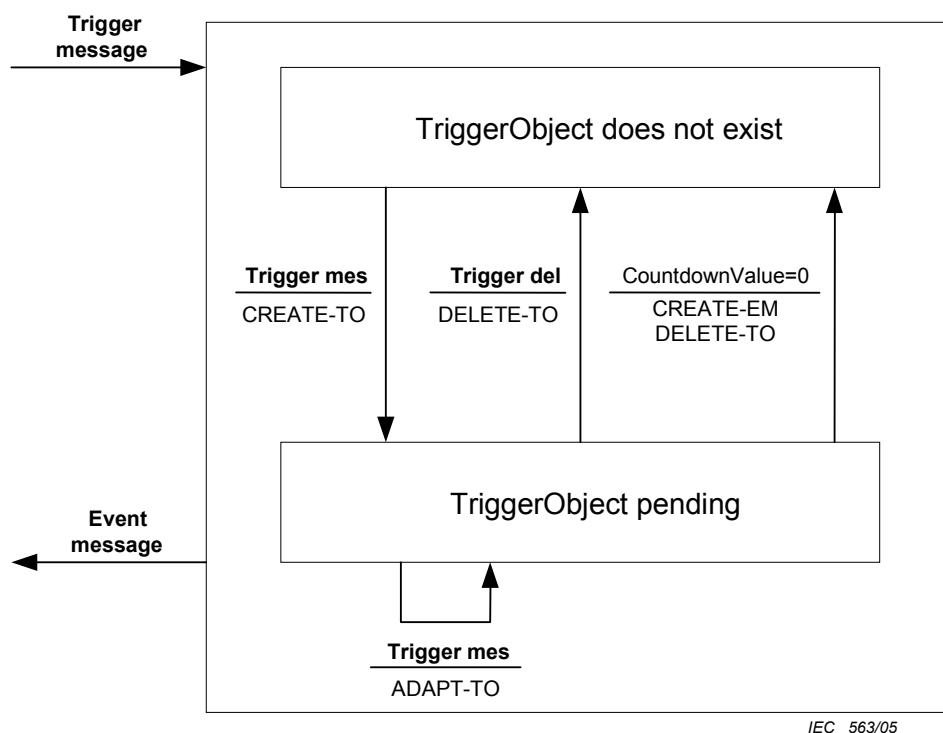 Trigger
message
TriggerObject does not exist
Trigger mes
CREATE-TO
Trigger del
DELETE-TO
CountdownValue=0
CREATE-EM
DELETE-TO
TriggerObject pending
Event
message
Trigger mes
ADAPT-TO
IEC 563/05